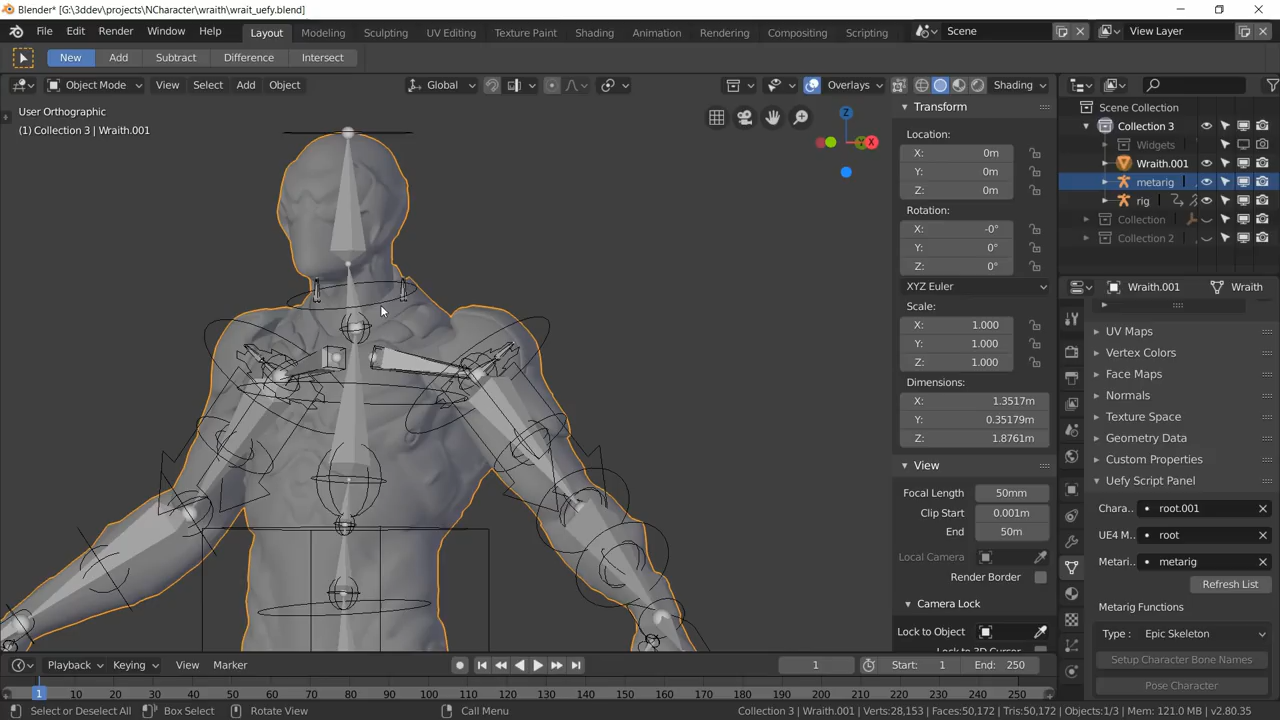 Blender* [G:\3ddev\projects\NCharacter\wraith\wrait_uefy.blend]
File Edit Render Window Help Layout Modeling Sculpting UV Editing Texture Paint Shading Animation Rendering Compositing Scripting Scene View Layer
New Add Subtract Difference Intersect
Object Mode View Select Add Object Global Overlays Shading
User Orthographic
(1) Collection 3 | Wraith.001
Z
X
Y
Transform
Location:
X: 0m
Y: 0m
Z: 0m
Rotation:
X: -0°
Y: 0°
Z: 0°
XYZ Euler
Scale:
X: 1.000
Y: 1.000
Z: 1.000
Dimensions:
X: 1.3517m
Y: 0.35179m
Z: 1.8761m
View
Focal Length 50mm
Clip Start 0.001m
End 50m
Local Camera
Render Border
Camera Lock
Lock to Object
Scene Collection
Collection 3
Widgets
Wraith.001
metarig
rig
Collection
Collection 2
Wraith.001 Wraith
UV Maps
Vertex Colors
Face Maps
Normals
Texture Space
Geometry Data
Custom Properties
Uefy Script Panel
Chara.. root.001
UE4 M.. root
Metari.. metarig
Refresh List
Metarig Functions
Type : Epic Skeleton
Setup Character Bone Names
Pose Character
Playback Keying View Marker 1 Start: 1 End: 250
1 10 20 30 40 50 60 70 80 90 100 110 120 130 140 150 160 170 180 190 200 210 220 230 240 250
Select or Deselect All Box Select Rotate View Call Menu Collection 3 | Wraith.001 | Verts:28,153 | Faces:50,172 | Tris:50,172 | Objects:1/3 | Mem: 121.0 MB | v2.80.35